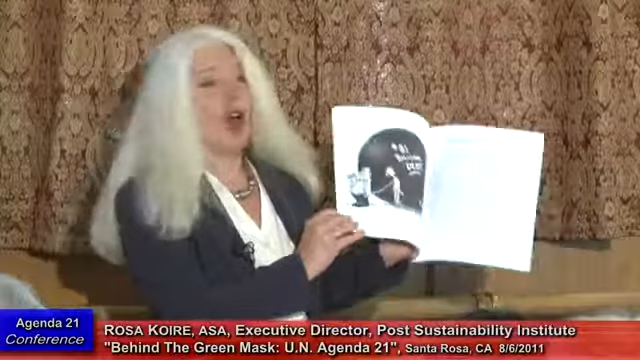 Agenda 21
Conference
ROSA KOIRE, ASA, Executive Director, Post Sustainability Institute
"Behind The Green Mask: U.N. Agenda 21", Santa Rosa, CA 8/6/2011